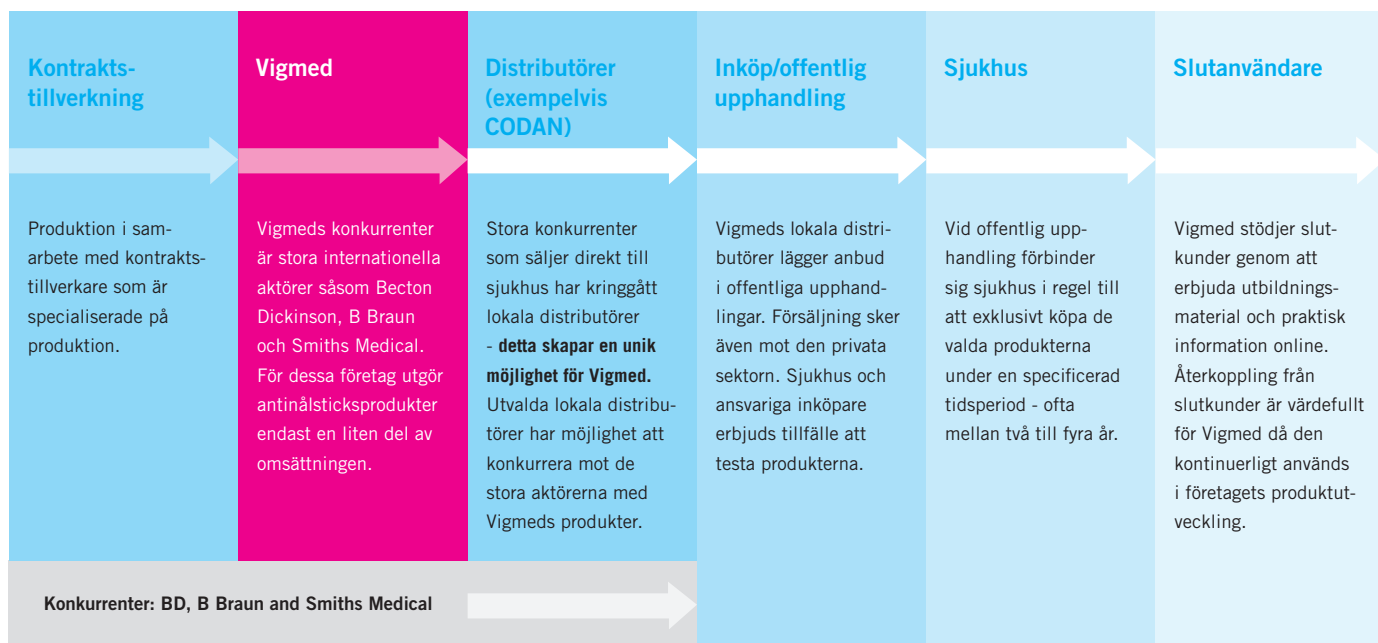 Kontrakts-
tillverkning
Produktion i sam-
arbete med kontrakts-
tillverkare som är
specialiserade på
produktion.
Vigmed
Vigmeds konkurrenter
är stora internationella
aktörer såsom Becton
Dickinson, B Braun
och Smiths Medical.
För dessa företag utgör
antinålsticksprodukter
endast en liten del av
omsättningen.
Distributörer
(exempelvis
CODAN)
Stora konkurrenter
som säljer direkt till
sjukhus har kringgått
lokala distributörer
- detta skapar en unik
möjlighet för Vigmed.
Utvalda lokala distribu-
törer har möjlighet att
konkurrera mot de
stora aktörerna med
Vigmeds produkter.
Inköp/offentlig
upphandling
Vigmeds lokala distri-
butörer lägger anbud
i offentliga upphand-
lingar. Försäljning sker
även mot den privata
sektorn. Sjukhus och
ansvariga inköpare
erbjuds tillfälle att
testa produkterna.
Sjukhus
Vid offentlig upp-
handling förbinder
sig sjukhus i regel till
att exklusivt köpa de
valda produkterna
under en specificerad
tidsperiod - ofta
mellan två till fyra år.
Slutanvändare
Vigmed stödjer slut-
kunder genom att
erbjuda utbildnings-
material och praktisk
information online.
Återkoppling från
slutkunder är värdefullt
för Vigmed då den
kontinuerligt används
i företagets produktut-
veckling.
Konkurrenter: BD, B Braun and Smiths Medical